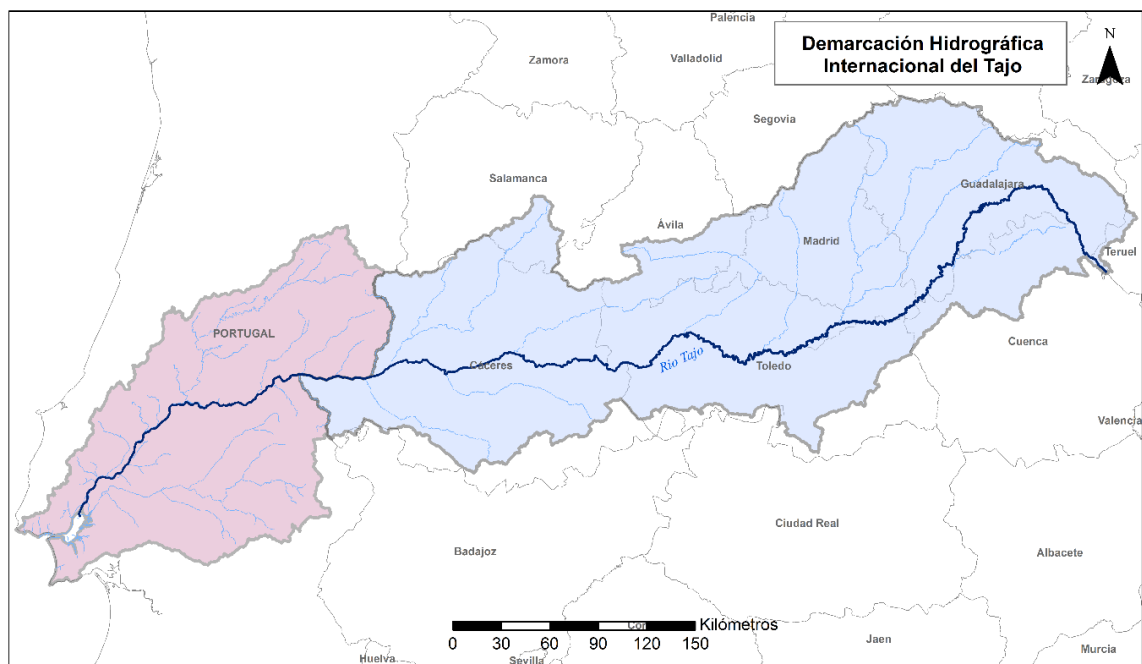 Palencia
Demarcación Hidrográfica
Internacional del Tajo
N
Zamora
Valladolid
Zaragoza
Segovia
Salamanca
Guadalajara
Ávila
Madrid
Teruel
PORTUGAL
Cuenca
Río Tajo
Cáceres
Toledo
Valencia
Ciudad Real
Badajoz
Albacete
Kilómetros
0 30 60 90 120 150
Jaen
Murcia
Huelva
Sevilla